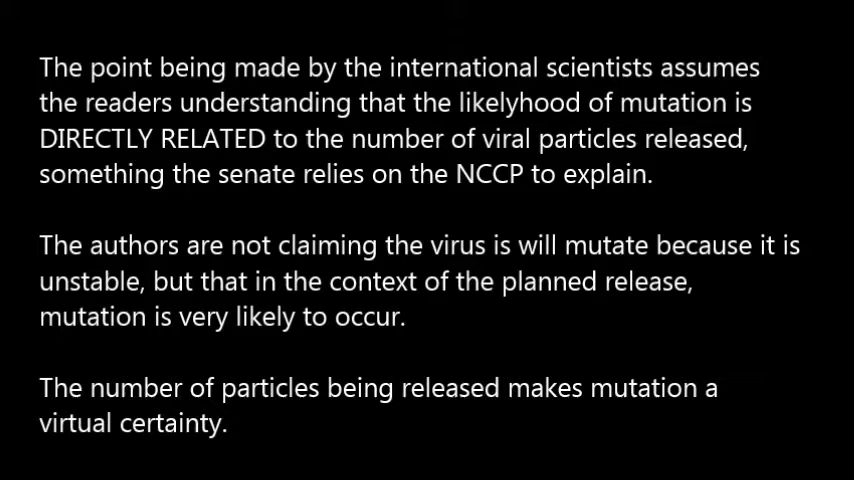 The point being made by the international scientists assumes
the readers understanding that the likelyhood of mutation is
DIRECTLY RELATED to the number of viral particles released,
something the senate relies on the NCCP to explain.
The authors are not claiming the virus is will mutate because it is
unstable, but that in the context of the planned release,
mutation is very likely to occur.
The number of particles being released makes mutation a
virtual certainty.